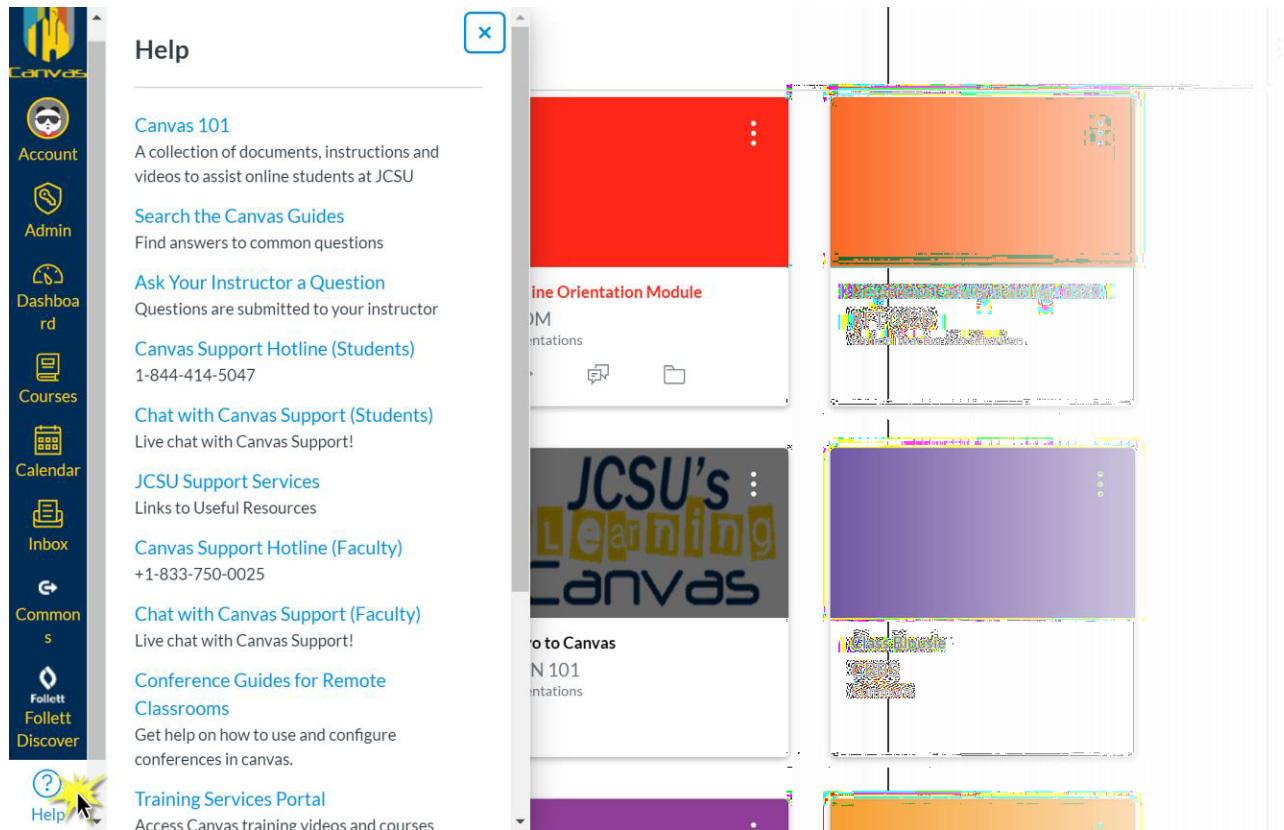 Canvas
Account
Admin
Dashboa
rd
Courses
Calendar
Inbox
Common
s
Follett
Follett
Discover
Help
Help
Canvas 101
A collection of documents, instructions and
videos to assist online students at JCSU
Search the Canvas Guides
Find answers to common questions
Ask Your Instructor a Question
Questions are submitted to your instructor
Canvas Support Hotline (Students)
1-844-414-5047
Chat with Canvas Support (Students)
Live chat with Canvas Support!
JCSU Support Services
Links to Useful Resources
Canvas Support Hotline (Faculty)
+1-833-750-0025
Chat with Canvas Support (Faculty)
Live chat with Canvas Support!
Conference Guides for Remote
Classrooms
Get help on how to use and configure
conferences in canvas.
Training Services Portal
Access Canvas training videos and courses
ine Orientation Module
OM
entations
JCSU's
Learning
Canvas
o to Canvas
N 101
entations